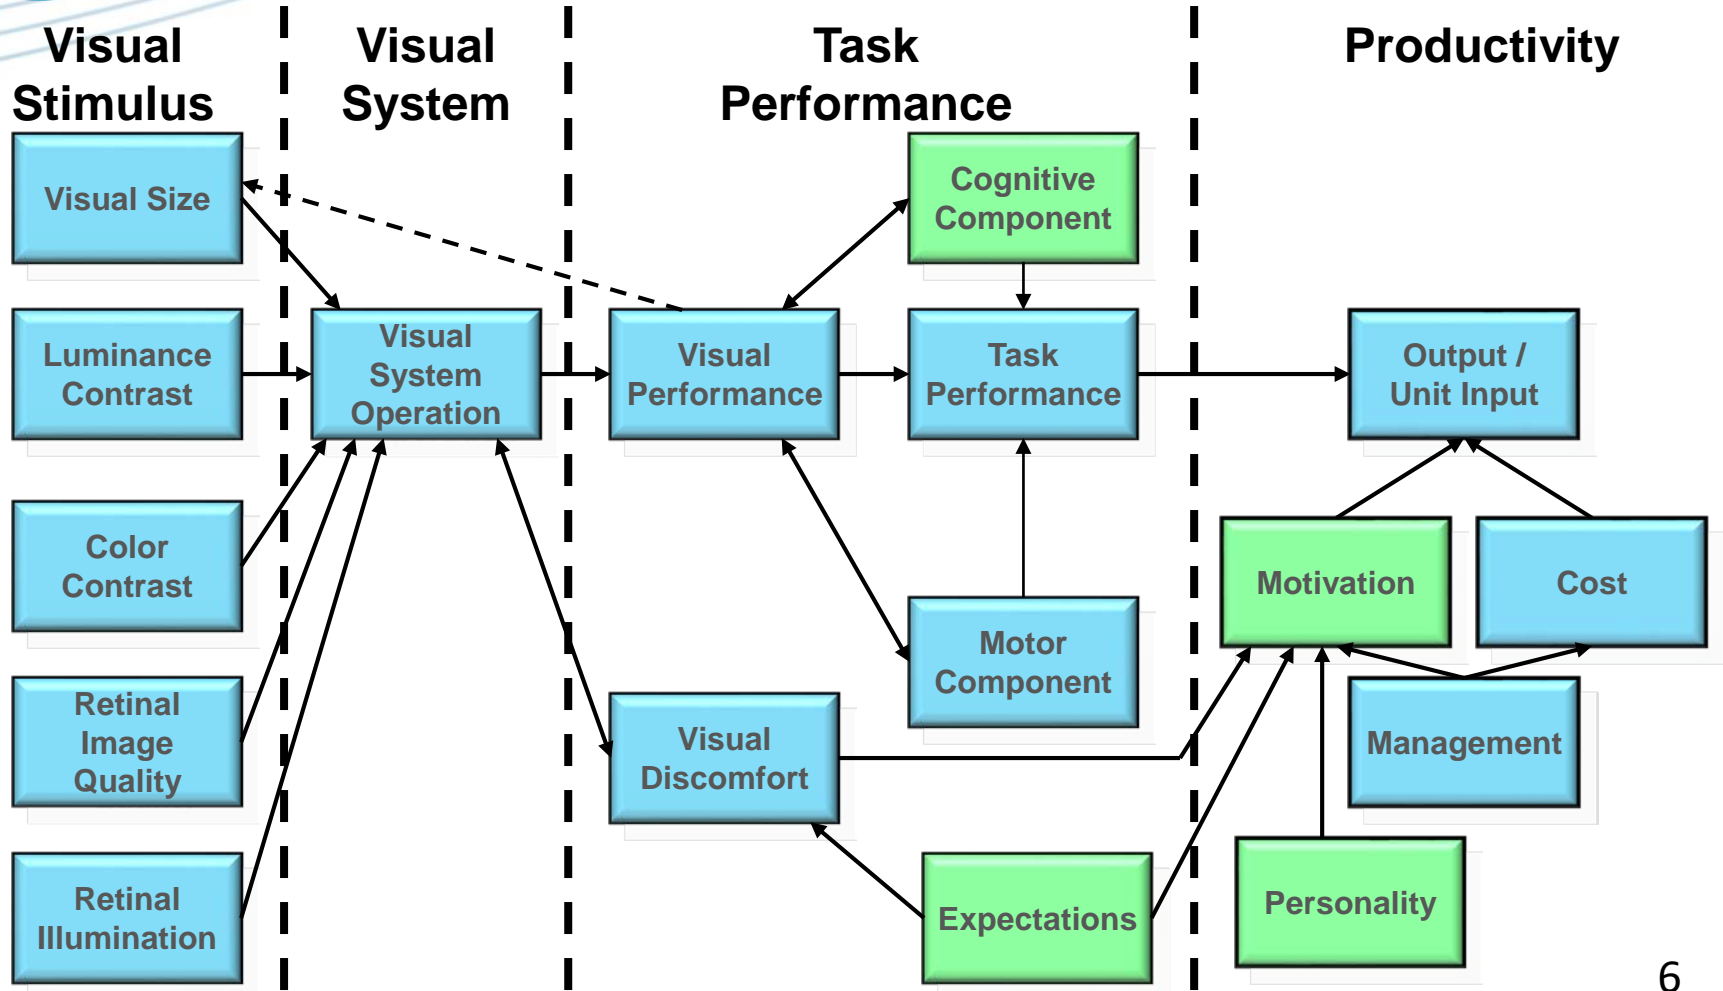 Visual
Stimulus
Visual
System
Task
Performance
Productivity
Visual Size
Cognitive
Component
Luminance
Contrast
Visual
System
Operation
Visual
Performance
Task
Performance
Output /
Unit Input
Color
Contrast
Motivation
Cost
Retinal
Image
Quality
Visual
Discomfort
Motor
Component
Management
Retinal
Illumination
Expectations
Personality
6